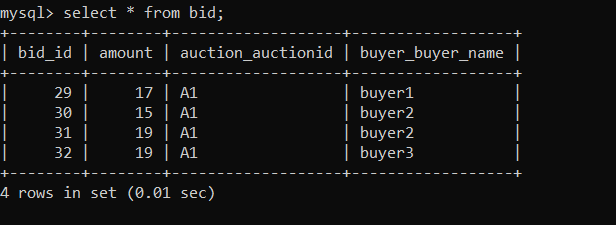 mysql> select * from bid;
+--------+--------+-------------------+------------------+
| bid_id | amount | auction_auctionid | buyer_buyer_name |
+--------+--------+-------------------+------------------+
|     29 |     17 | A1                | buyer1           |
|     30 |     15 | A1                | buyer2           |
|     31 |     19 | A1                | buyer2           |
|     32 |     19 | A1                | buyer3           |
+--------+--------+-------------------+------------------+
4 rows in set (0.01 sec)